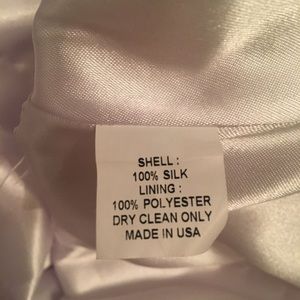 SHELL :
100% SILK
LINING :
100% POLYESTER
DRY CLEAN ONLY
MADE IN USA